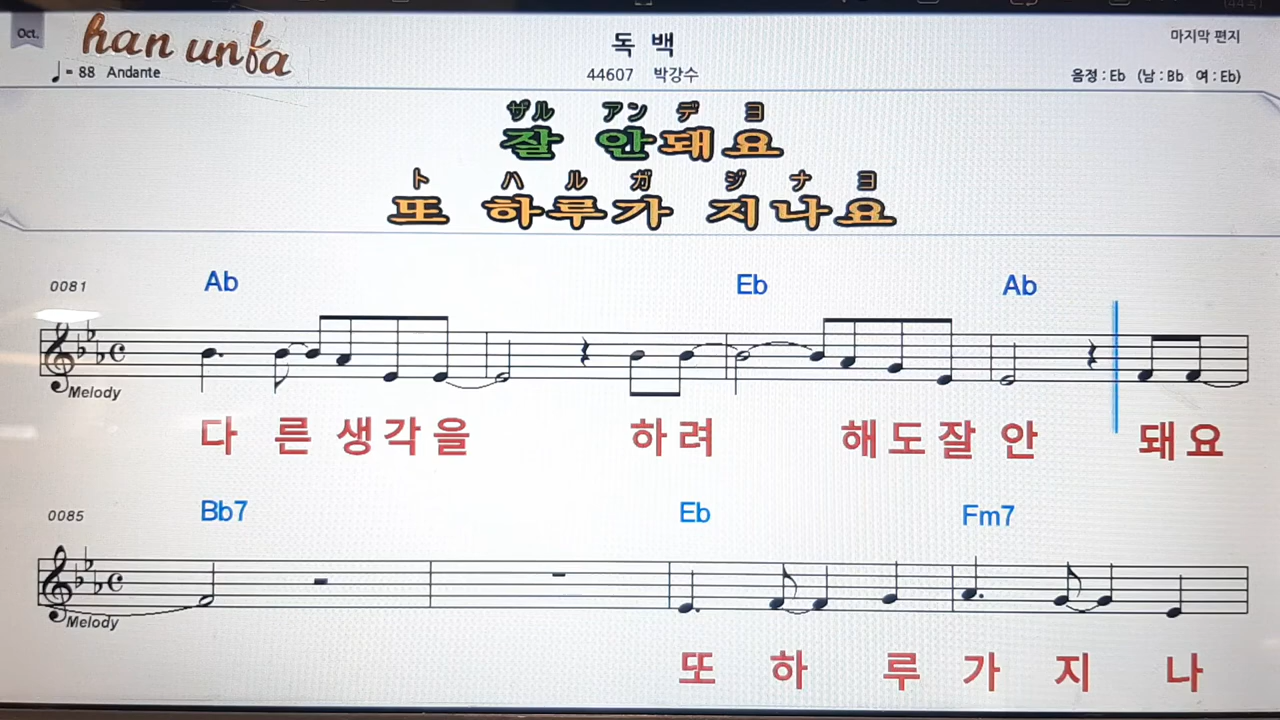 Oct.
han unfa
♩= 88 Andante
독 백
44607 박강수
마지막 편지
음정 : Eb (남 : Bb 여 : Eb)
ザル アン デ ヨ
잘 안돼요
ト ハ ル ガ ジ ナ ヨ
또 하루가 지나요
0081 Ab Eb Ab
Melody
다 른 생 각 을 하 려 해 도 잘 안 돼 요
0085 Bb7 Eb Fm7
Melody
또 하 루 가 지 나